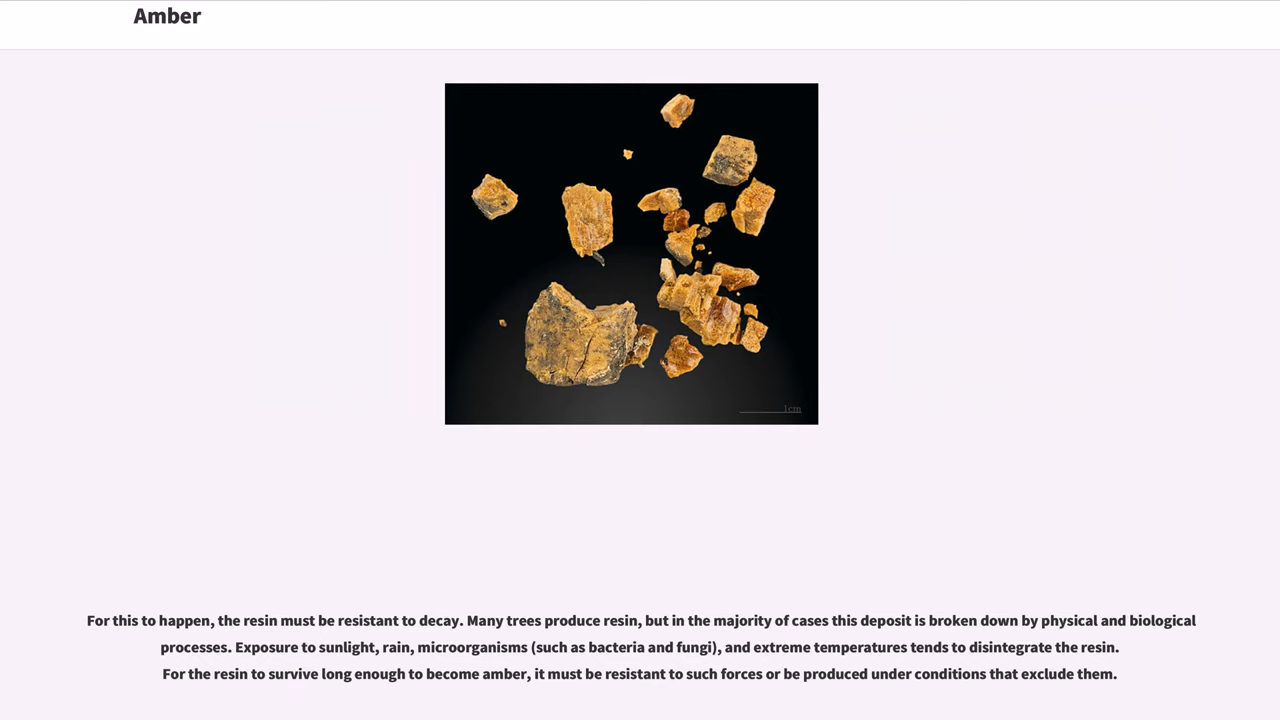 Amber
1cm
For this to happen, the resin must be resistant to decay. Many trees produce resin, but in the majority of cases this deposit is broken down by physical and biological
processes. Exposure to sunlight, rain, microorganisms (such as bacteria and fungi), and extreme temperatures tends to disintegrate the resin.
For the resin to survive long enough to become amber, it must be resistant to such forces or be produced under conditions that exclude them.